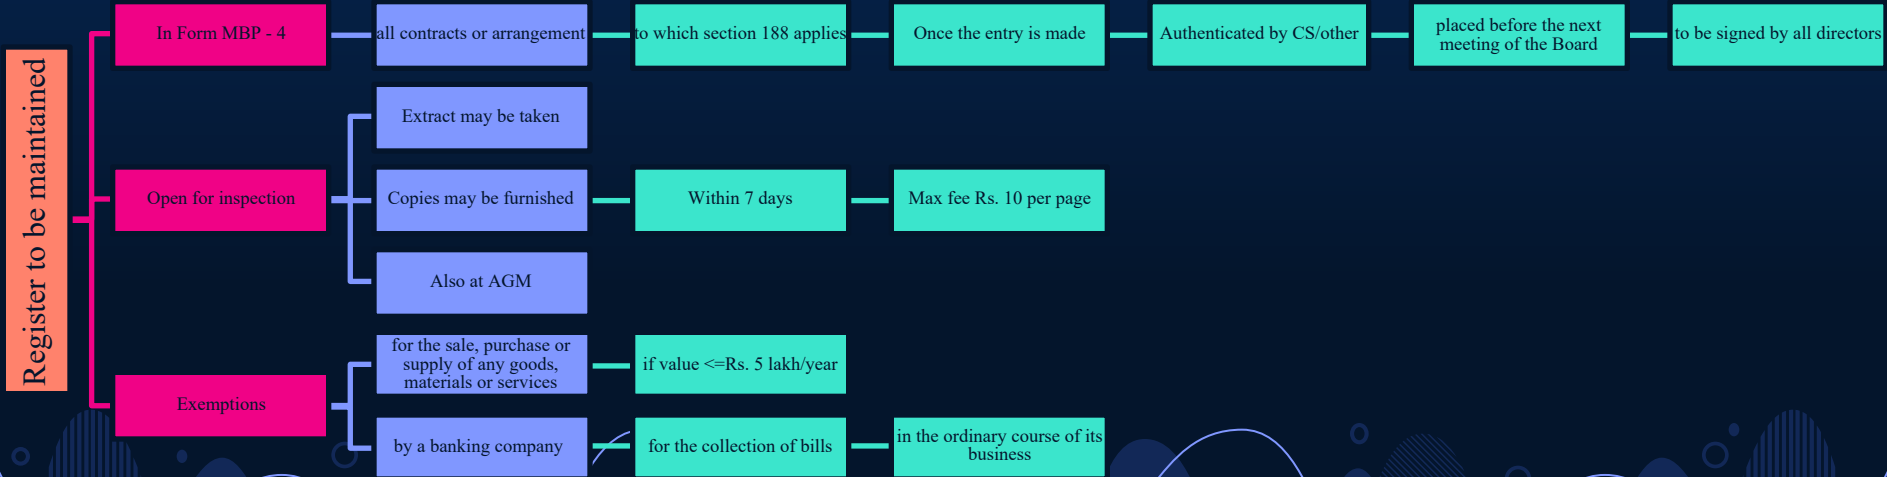 Register to be maintained
In Form MBP - 4
all contracts or arrangement
to which section 188 applies
Once the entry is made
Authenticated by CS/other
placed before the next
meeting of the Board
to be signed by all directors
Open for inspection
Extract may be taken
Copies may be furnished
Within 7 days
Max fee Rs. 10 per page
Also at AGM
Exemptions
for the sale, purchase or
supply of any goods,
materials or services
if value <=Rs. 5 lakh/year
by a banking company
for the collection of bills
in the ordinary course of its
business